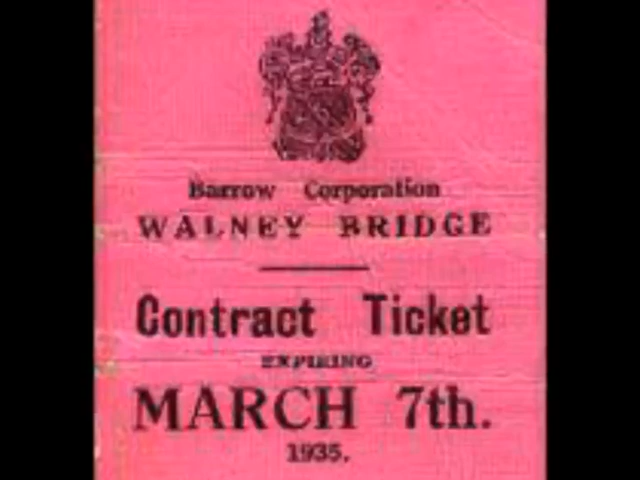 Barrow Corporation
WALNEY BRIDGE
Contract Ticket
EXPIRING
MARCH 7th.
1935.